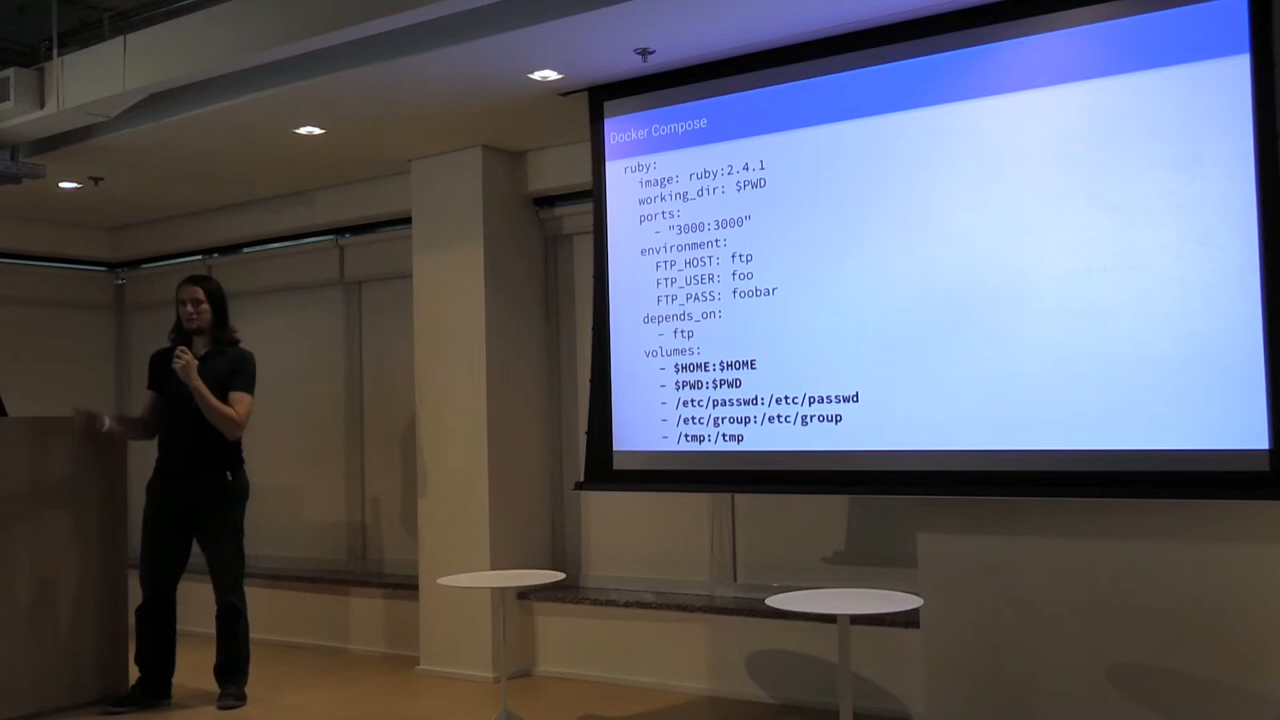 Docker Compose
ruby:
image: ruby:2.4.1
working_dir: $PWD
ports:
- "3000:3000"
environment:
FTP_HOST: ftp
FTP_USER: foo
FTP_PASS: foobar
depends_on:
- ftp
volumes:
- $HOME:$HOME
- $PWD:$PWD
- /etc/passwd:/etc/passwd
- /etc/group:/etc/group
- /tmp:/tmp